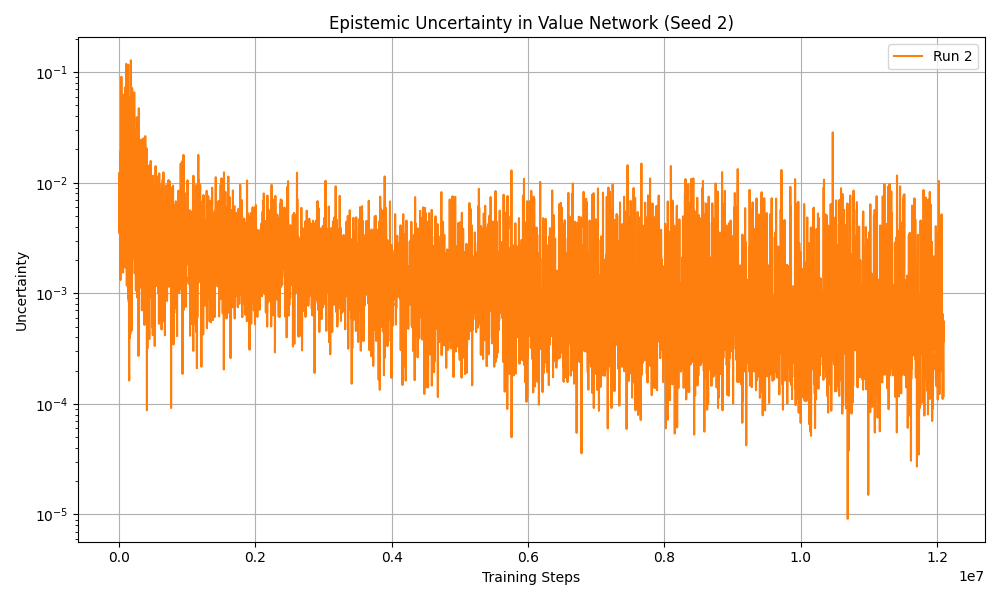 Epistemic Uncertainty in Value Network (Seed 2)
Run 2
Uncertainty
10⁻¹
10⁻²
10⁻³
10⁻⁴
10⁻⁵
0.0 0.2 0.4 0.6 0.8 1.0 1.2
1e7
Training Steps